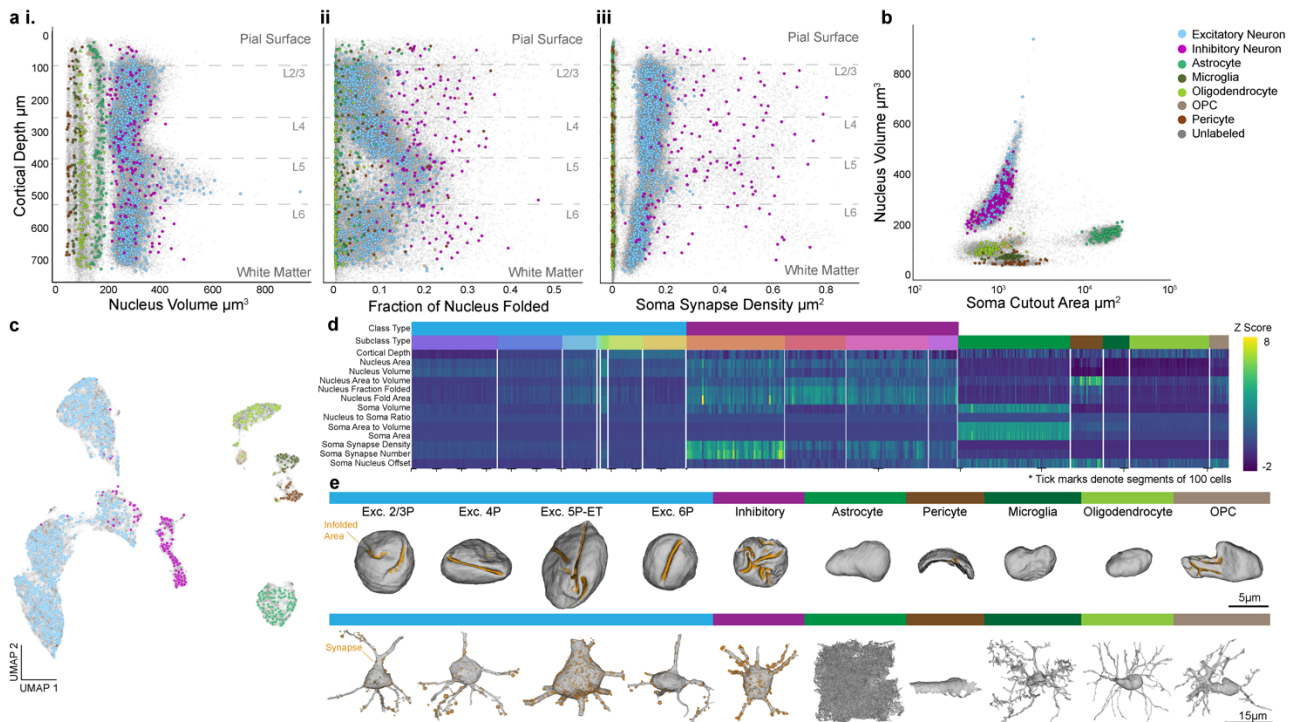 a i.
ii
iii
b
Pial Surface
Pial Surface
Pial Surface
L2/3
L2/3
L2/3
L4
L4
L4
L5
L5
L5
L6
L6
L6
White Matter
White Matter
White Matter
Cortical Depth µm
0
100
200
300
400
500
600
700
0 200 400 600 800
Nucleus Volume µm³
0 0.1 0.2 0.3 0.4 0.5
Fraction of Nucleus Folded
0 0.2 0.4 0.6 0.8
Soma Synapse Density µm²
Nucleus Volume µm³
800
600
400
200
0
10² 10³ 10⁴ 10⁵
Soma Cutout Area µm²
Excitatory Neuron
Inhibitory Neuron
Astrocyte
Microglia
Oligodendrocyte
OPC
Pericyte
Unlabeled
c
UMAP 2
UMAP 1
d
Class Type
Subclass Type
Cortical Depth
Nucleus Area
Nucleus Volume
Nucleus Area to Volume
Nucleus Fraction Folded
Nucleus Fold Area
Soma Volume
Nucleus to Soma Ratio
Soma Area to Volume
Soma Area
Soma Synapse Density
Soma Synapse Number
Soma Nucleus Offset
Z Score
8
-2
* Tick marks denote segments of 100 cells
e
Exc. 2/3P Exc. 4P Exc. 5P-ET Exc. 6P Inhibitory Astrocyte Pericyte Microglia Oligodendrocyte OPC
Infolded
Area
5µm
Synapse
15µm